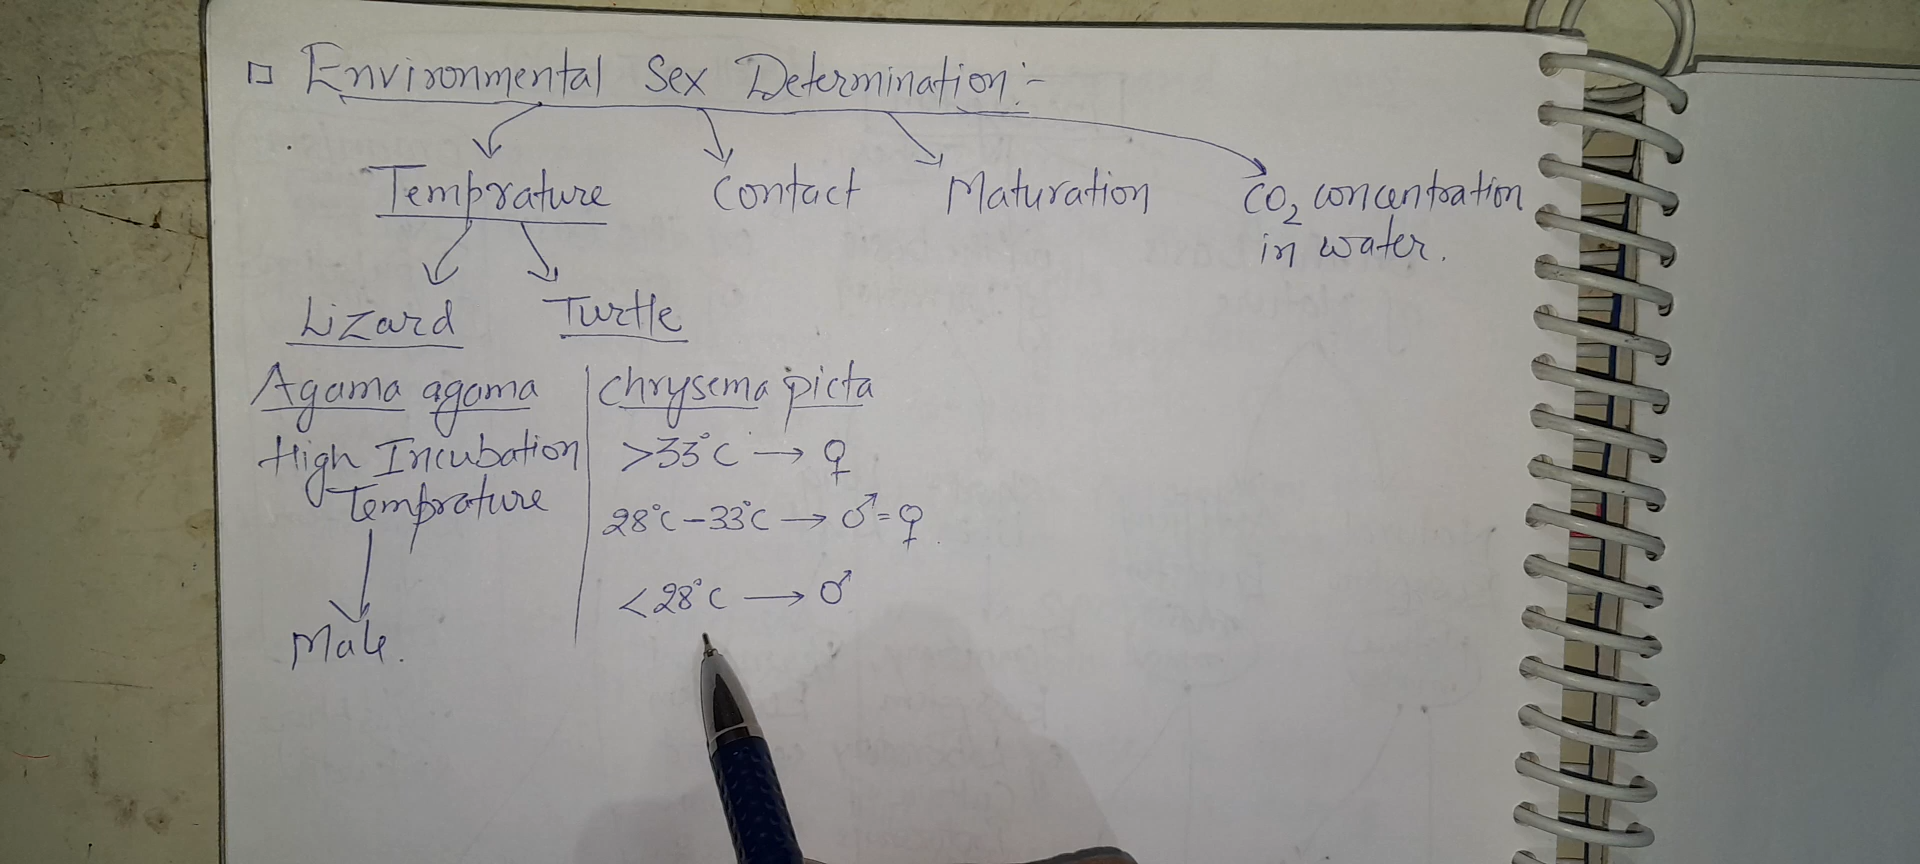 Environmental Sex Determination:-
Temprature
Contact
Maturation
CO2 concentration
in water.
Lizard
Turtle
Agama agama
High Incubation
Temprature
Male.
Chrysema picta
>33°C → ♀
28°C-33°C → ♂=♀
<28°C → ♂